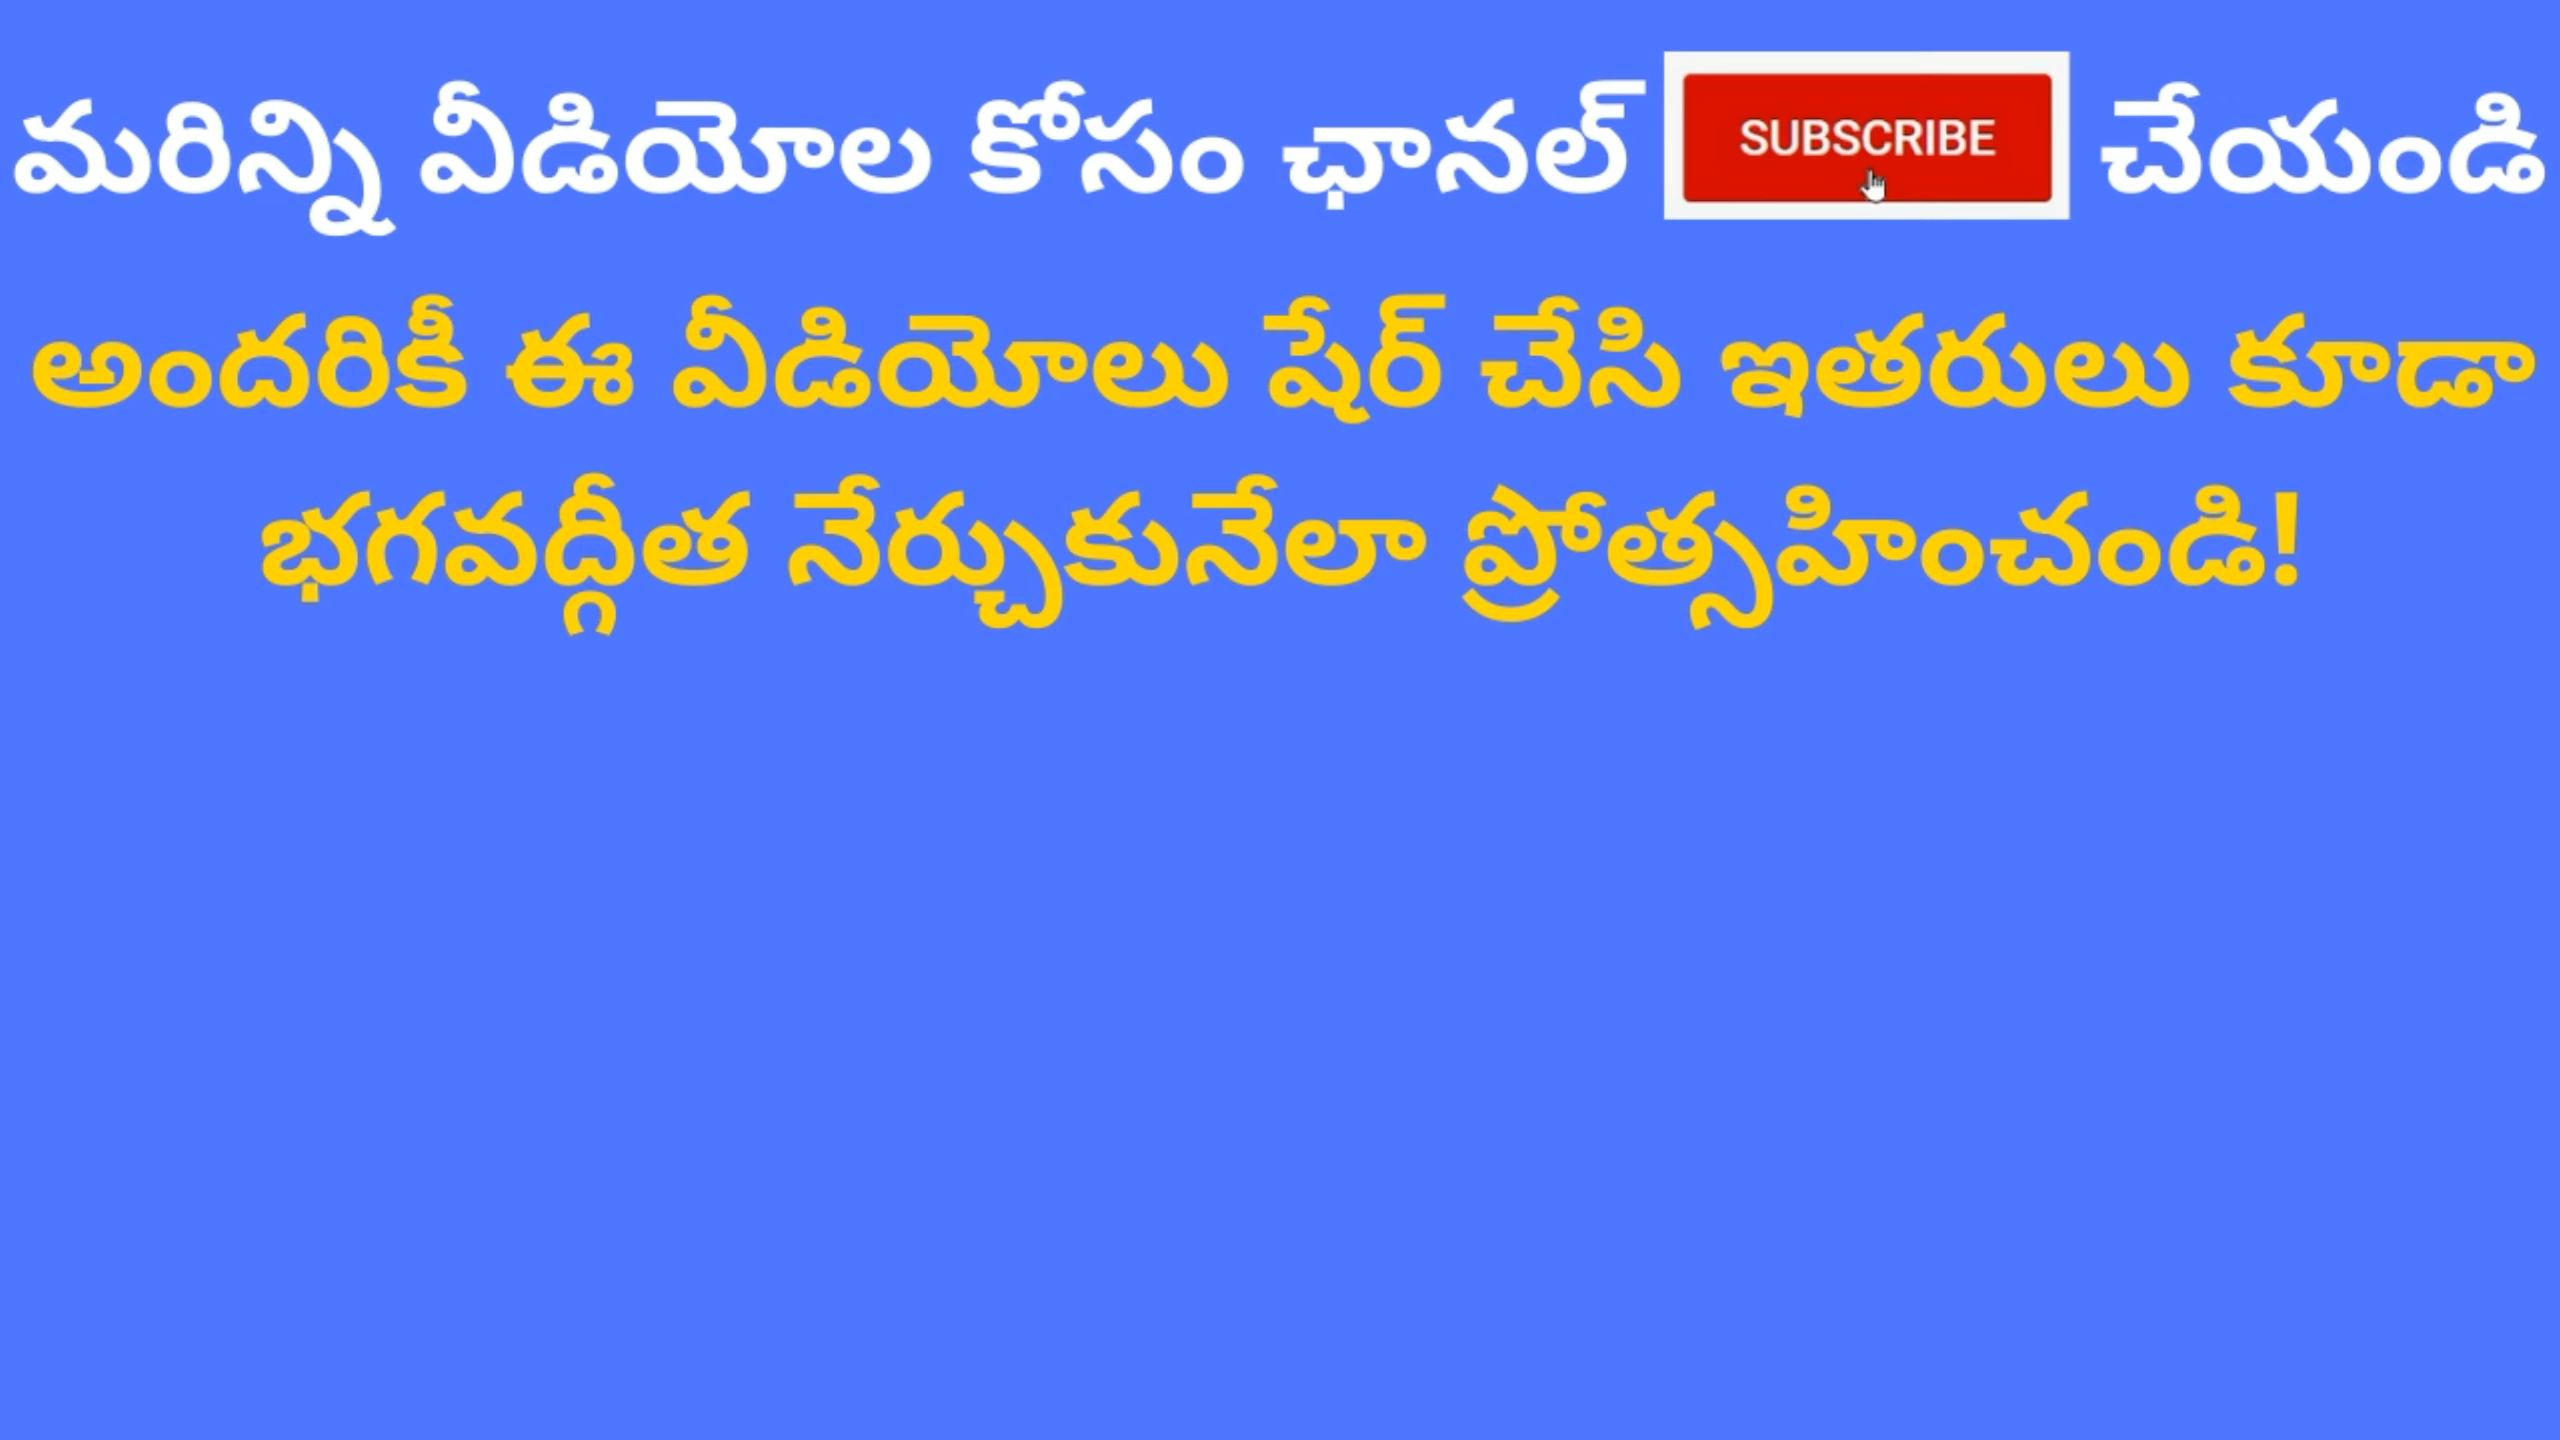 మరిన్ని వీడియోల కోసం ఛానల్ SUBSCRIBE చేయండి
అందరికీ ఈ వీడియోలు షేర్ చేసి ఇతరులు కూడా
భగవద్గీత నేర్చుకునేలా ప్రోత్సహించండి!